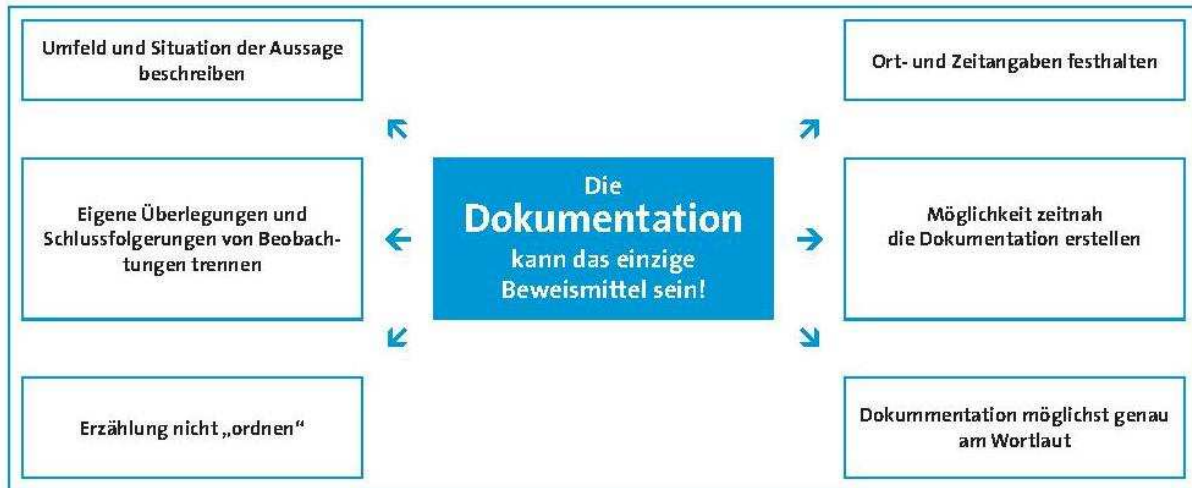 Umfeld und Situation der Aussage
beschreiben
Ort- und Zeitangaben festhalten
Eigene Überlegungen und
Schlussfolgerungen von Beobach-
tungen trennen
Die
Dokumentation
kann das einzige
Beweismittel sein!
Möglichkeit zeitnah
die Dokumentation erstellen
Erzählung nicht „ordnen“
Dokummentation möglichst genau
am Wortlaut